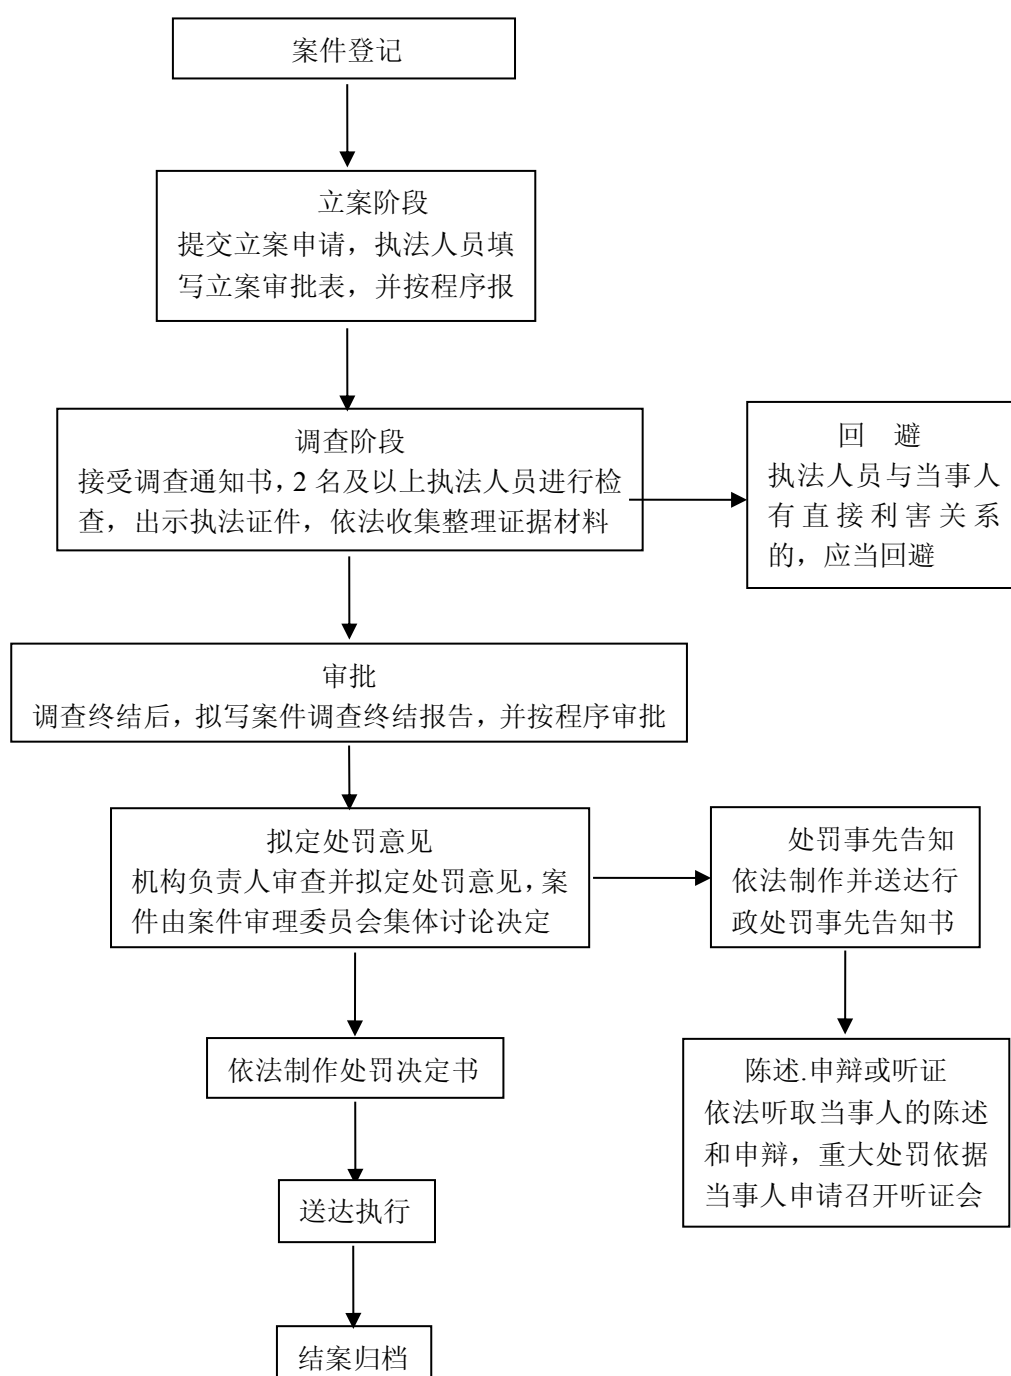 案件登记
立案阶段
提交立案申请，执法人员填
写立案审批表，并按程序报
调查阶段
接受调查通知书，2 名及以上执法人员进行检
查，出示执法证件，依法收集整理证据材料
回 避
执法人员与当事人
有直接利害关系
的，应当回避
审批
调查终结后，拟写案件调查终结报告，并按程序审批
拟定处罚意见
机构负责人审查并拟定处罚意见，案
件由案件审理委员会集体讨论决定
处罚事先告知
依法制作并送达行
政处罚事先告知书
依法制作处罚决定书
陈述.申辩或听证
依法听取当事人的陈述
和申辩，重大处罚依据
当事人申请召开听证会
送达执行
结案归档